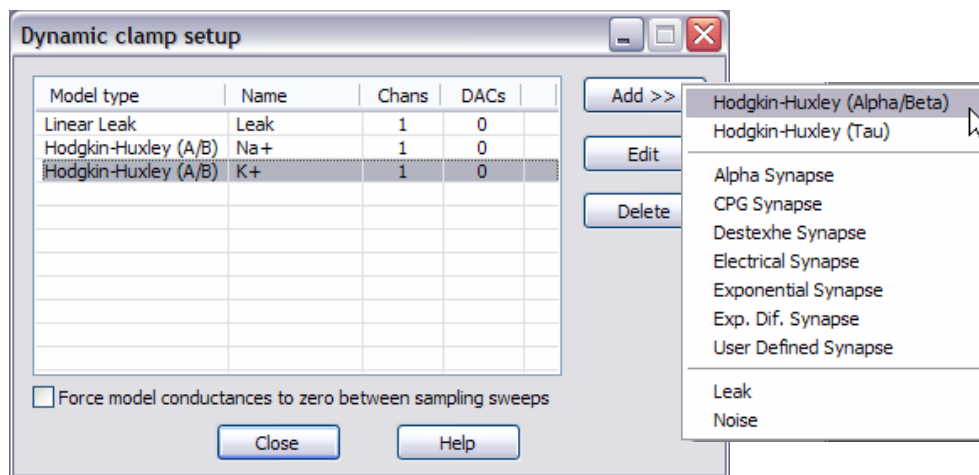 Dynamic clamp setup
Model type Name Chans DACs
Linear Leak Leak 1 0
Hodgkin-Huxley (A/B) Na+ 1 0
Hodgkin-Huxley (A/B) K+ 1 0
Force model conductances to zero between sampling sweeps
Close Help
Add >>
Edit
Delete
Hodgkin-Huxley (Alpha/Beta)
Hodgkin-Huxley (Tau)
Alpha Synapse
CPG Synapse
Destexhe Synapse
Electrical Synapse
Exponential Synapse
Exp. Dif. Synapse
User Defined Synapse
Leak
Noise